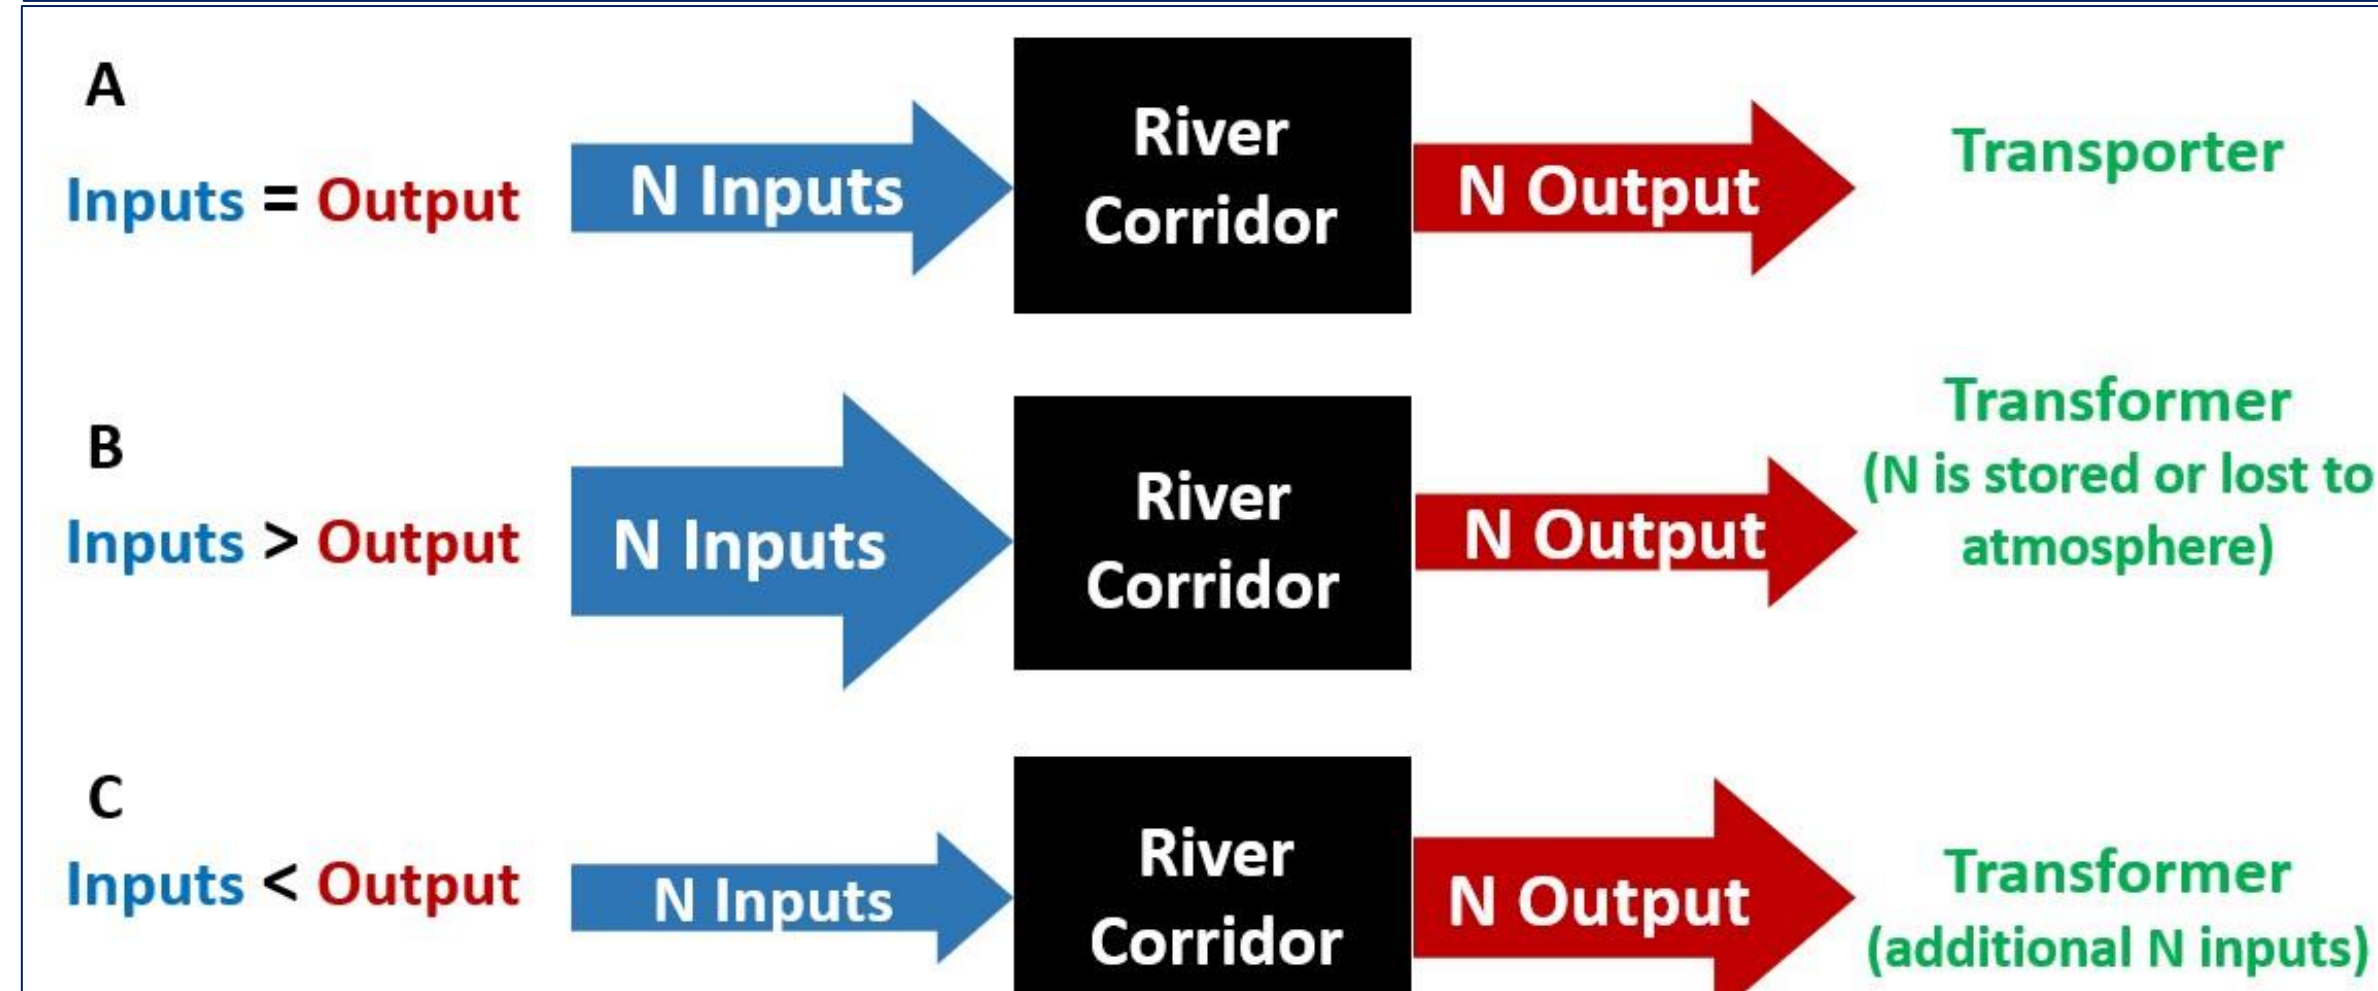 A
Inputs = Output
N Inputs
River
Corridor
N Output
Transporter
B
Inputs > Output
N Inputs
River
Corridor
N Output
Transformer
(N is stored or lost to
atmosphere)
C
Inputs < Output
N Inputs
River
Corridor
N Output
Transformer
(additional N inputs)